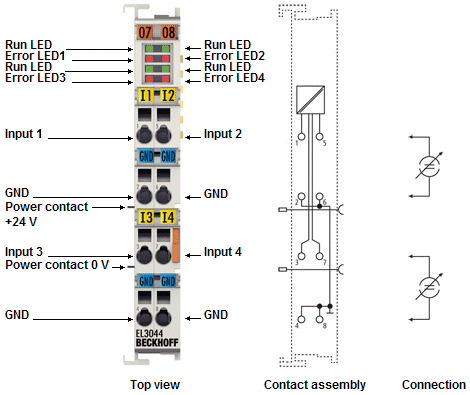 07 08
Run LED Run LED
Error LED1 Error LED2
Run LED Run LED
Error LED3 Error LED4
I1 I2
Input 1 Input 2
1 5
GND GND
2 6
GND GND
Power contact
+24 V
I3 I4
Input 3 Input 4
3 7
Power contact 0 V
GND GND
GND GND
4 8
EL3044
BECKHOFF
Top view Contact assembly Connection